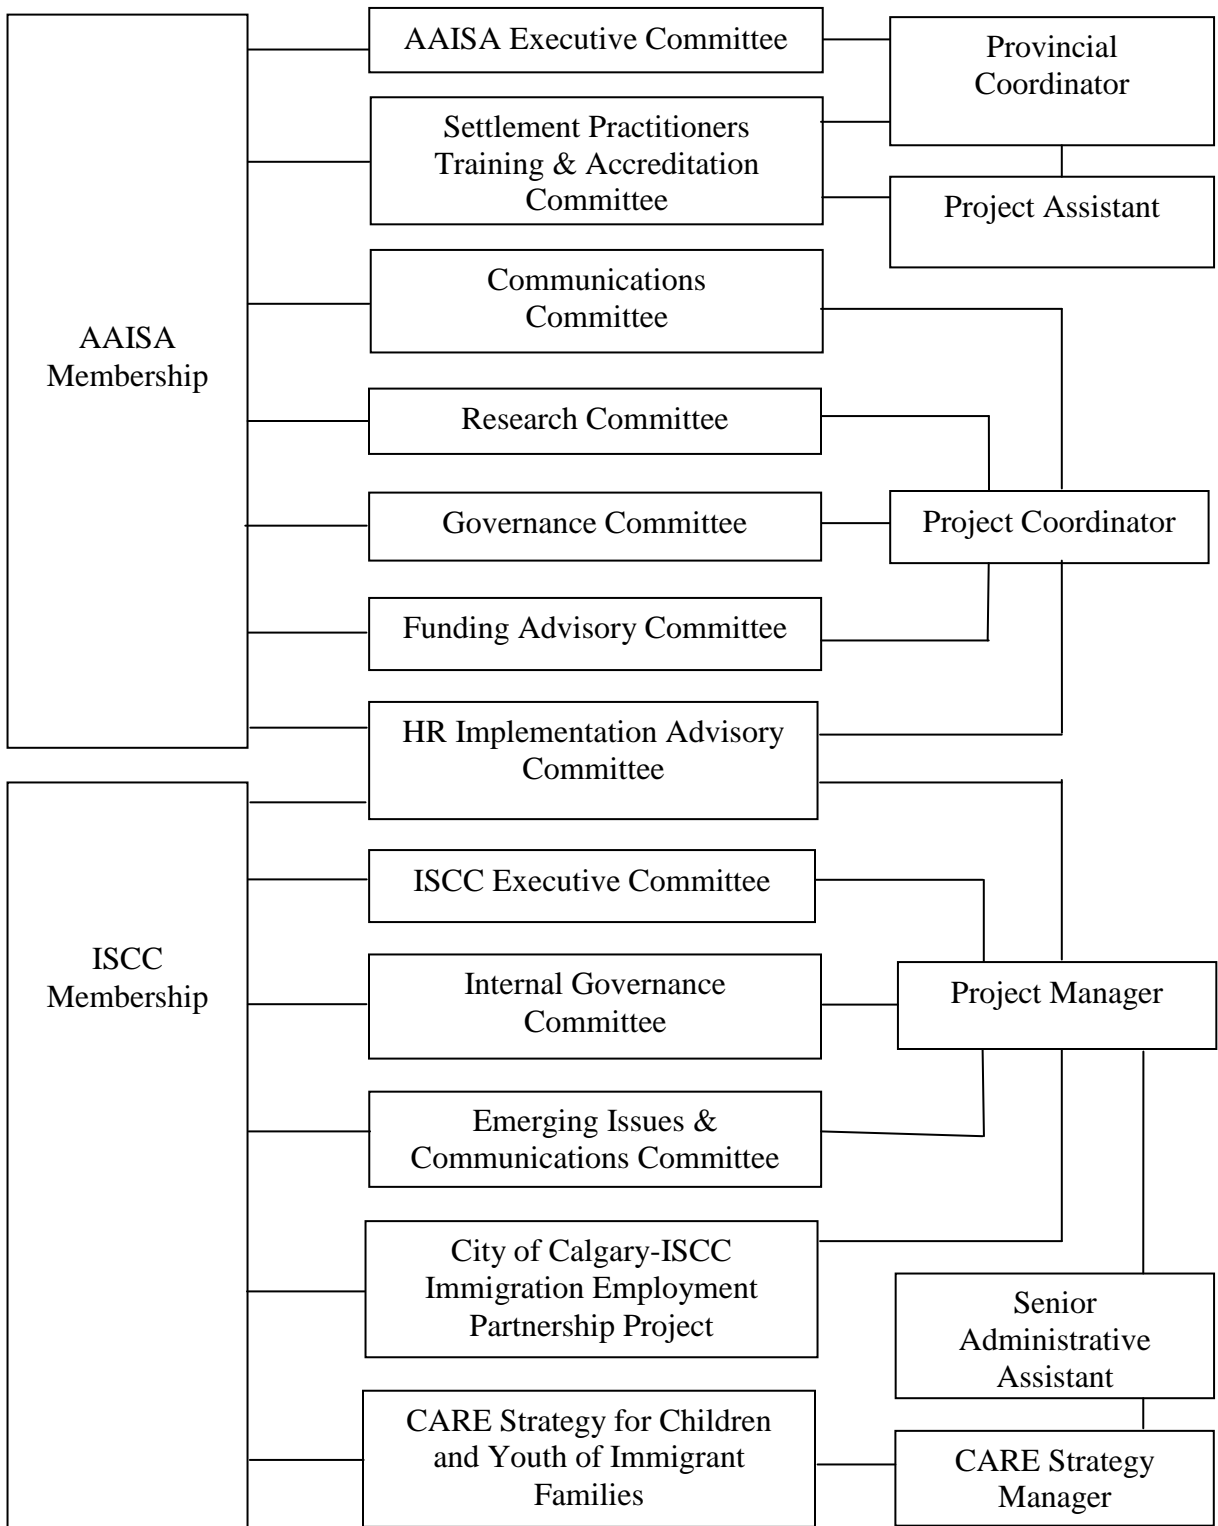 AAISA Executive Committee
Provincial
Coordinator
Settlement Practitioners
Training & Accreditation
Committee
Project Assistant
Communications
Committee
AAISA
Membership
Research Committee
Governance Committee
Project Coordinator
Funding Advisory Committee
HR Implementation Advisory
Committee
ISCC Executive Committee
ISCC
Membership
Internal Governance
Committee
Project Manager
Emerging Issues &
Communications Committee
City of Calgary-ISCC
Immigration Employment
Partnership Project
Senior
Administrative
Assistant
CARE Strategy for Children
and Youth of Immigrant
Families
CARE Strategy
Manager